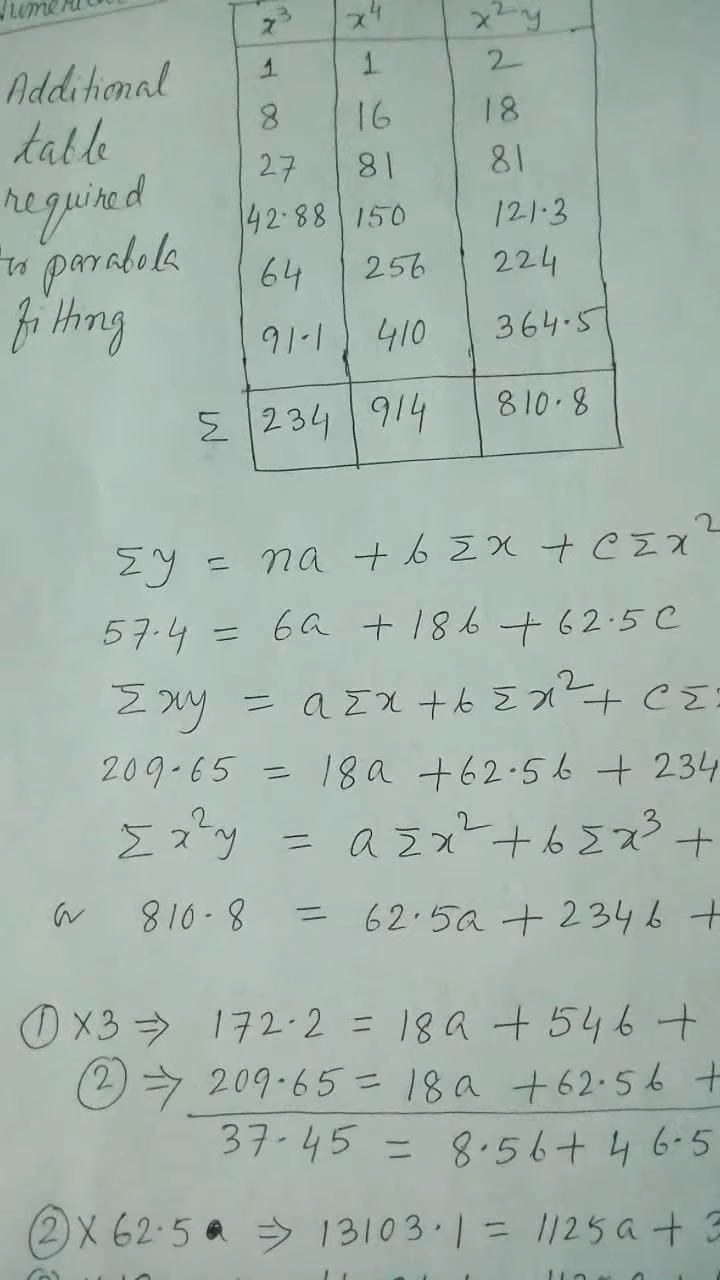 x³ x⁴ x²y
1 1 2
Additional
8 16 18
table
27 81 81
required
42.88 150 121.3
parabola
64 256 224
fitting
91.1 410 364.5
Σ 234 914 810.8
Σy = na + bΣx + cΣx²
57.4 = 6a + 18b + 62.5c
Σxy = aΣx + bΣx² + cΣ
209.65 = 18a + 62.5b + 234
Σx²y = aΣx² + bΣx³ +
810.8 = 62.5a + 234b +
① × 3 ⇒ 172.2 = 18a + 54b +
② ⇒ 209.65 = 18a + 62.5b +
37.45 = 8.5b + 46.5
② × 62.5 ⇒ 13103.1 = 1125a + 3